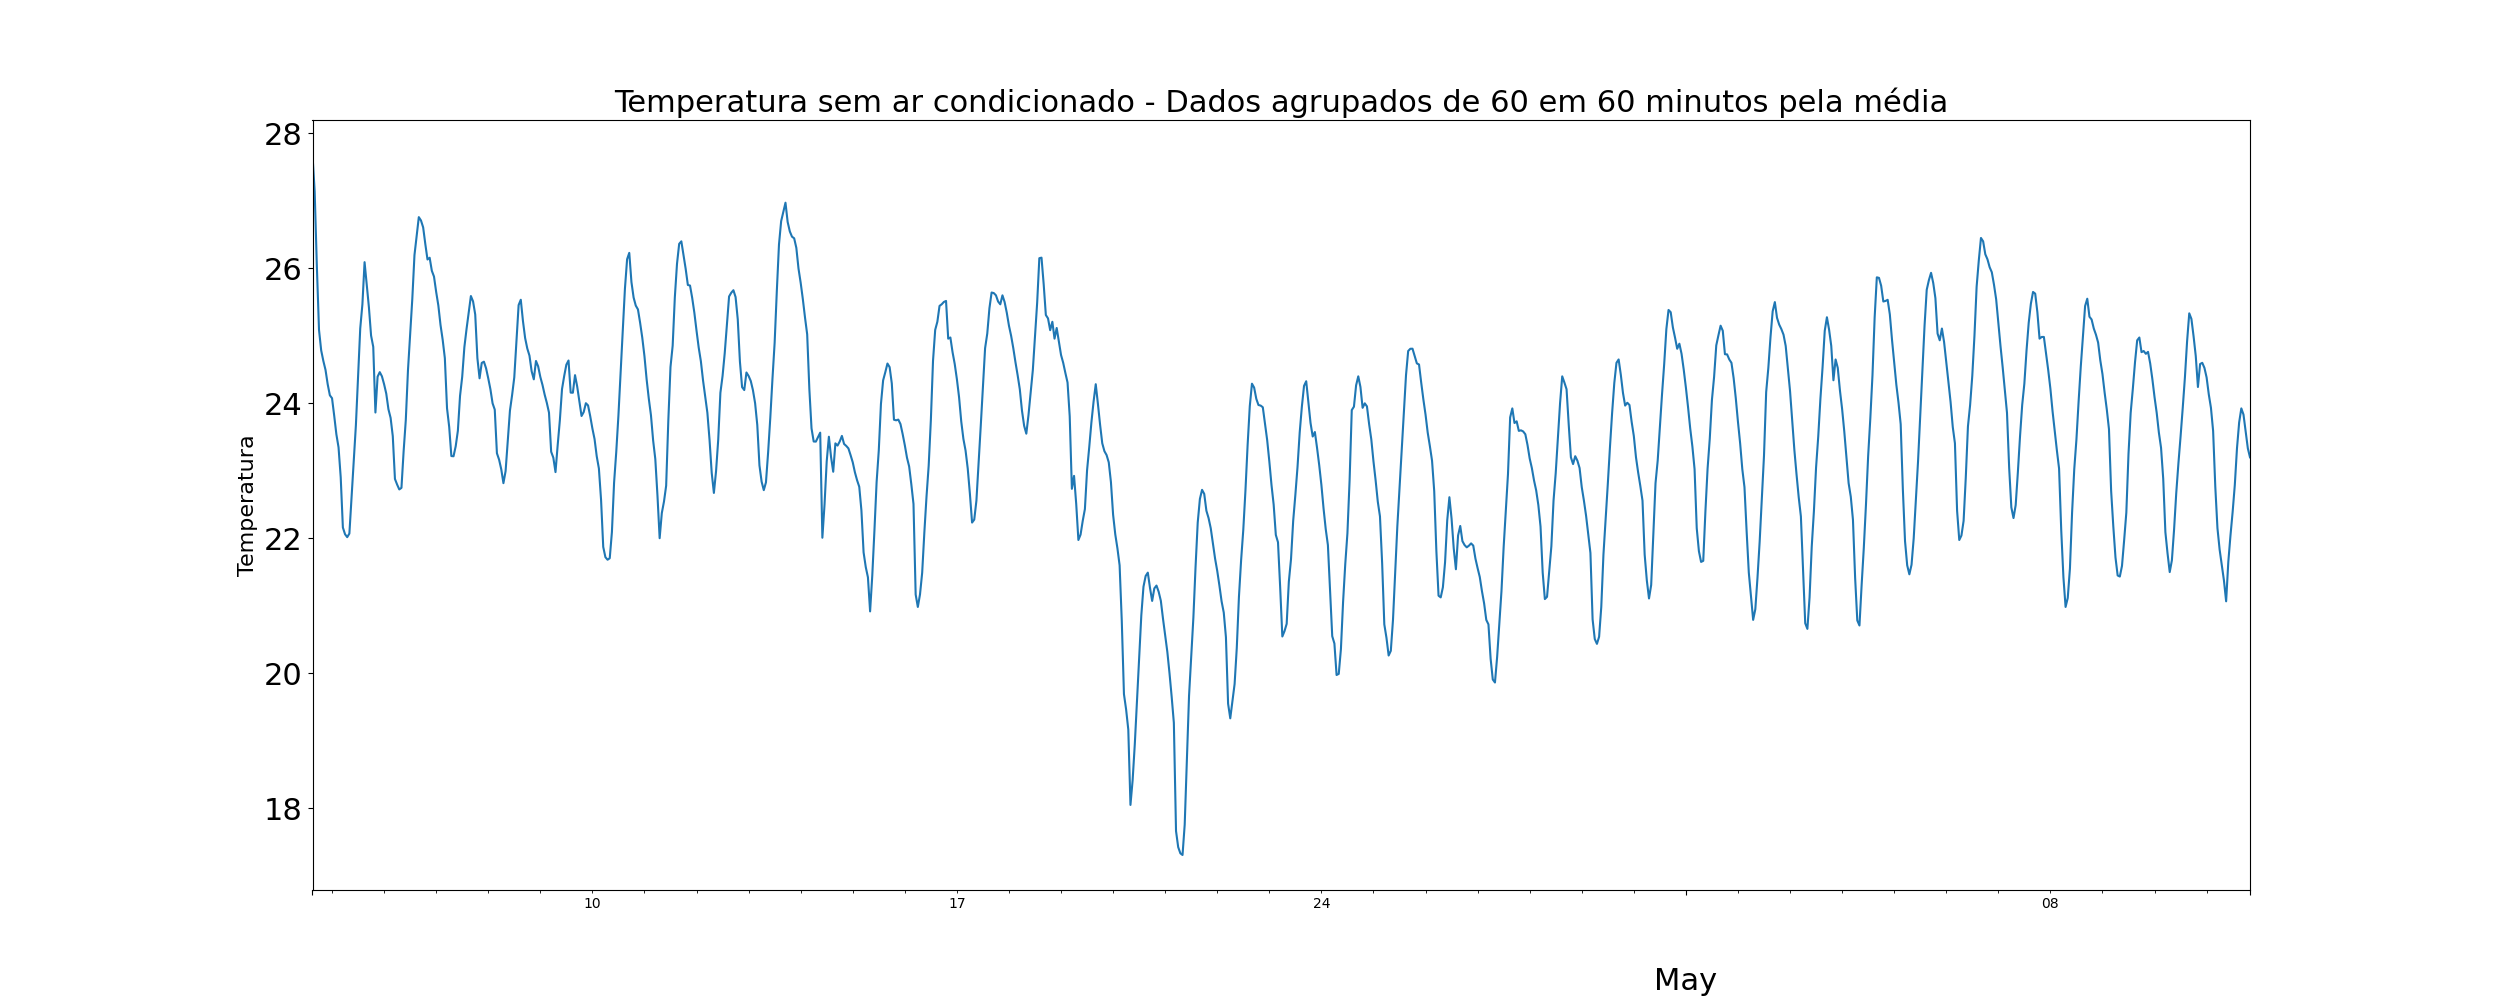 Temperatura sem ar condicionado - Dados agrupados de 60 em 60 minutos pela média
28
26
24
22
20
18
Temperatura
10 17 24 08
May